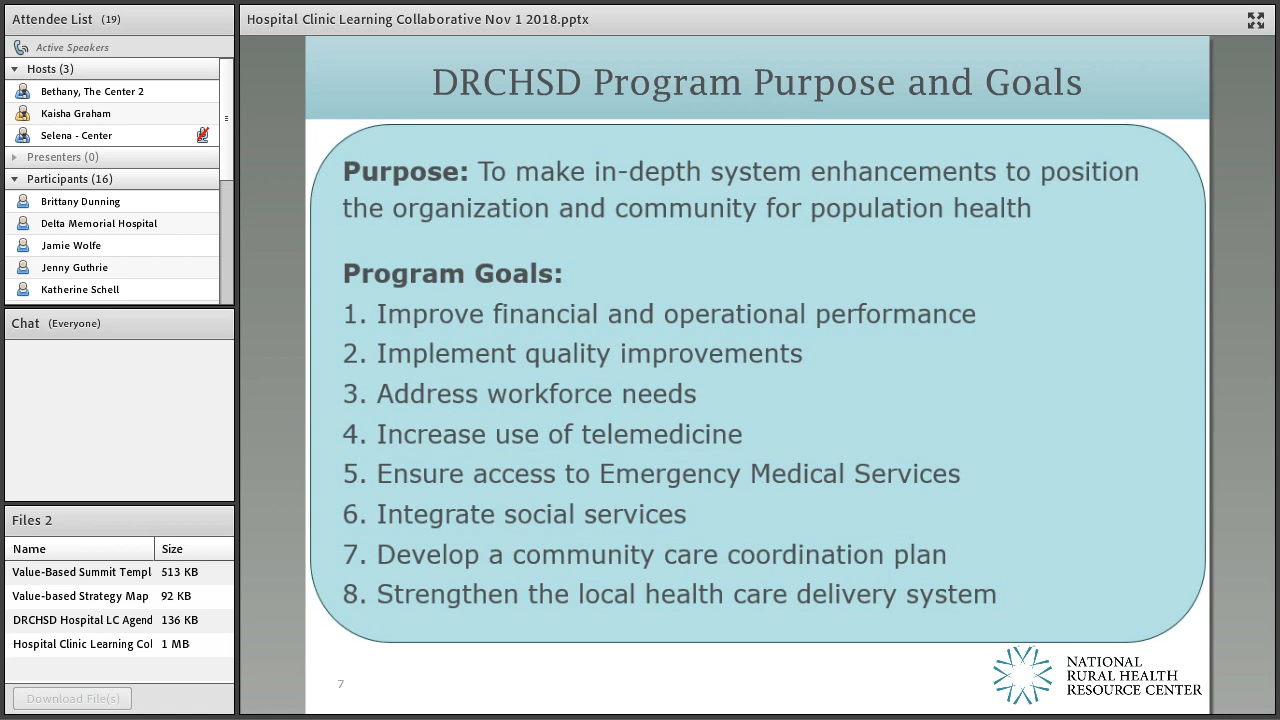 Attendee List (19)
Active Speakers
Hosts (3)
Bethany, The Center 2
Kaisha Graham
Selena - Center
Presenters (0)
Participants (16)
Brittany Dunning
Delta Memorial Hospital
Jamie Wolfe
Jenny Guthrie
Katherine Schell
Chat (Everyone)
Files 2
Name Size
Value-Based Summit Templ 513 KB
Value-based Strategy Map 92 KB
DRCHSD Hospital LC Agend 136 KB
Hospital Clinic Learning Col 1 MB
Download File(s)
Hospital Clinic Learning Collaborative Nov 1 2018.pptx
DRCHSD Program Purpose and Goals
Purpose: To make in-depth system enhancements to position
the organization and community for population health
Program Goals:
1. Improve financial and operational performance
2. Implement quality improvements
3. Address workforce needs
4. Increase use of telemedicine
5. Ensure access to Emergency Medical Services
6. Integrate social services
7. Develop a community care coordination plan
8. Strengthen the local health care delivery system
7
NATIONAL
RURAL HEALTH
RESOURCE CENTER